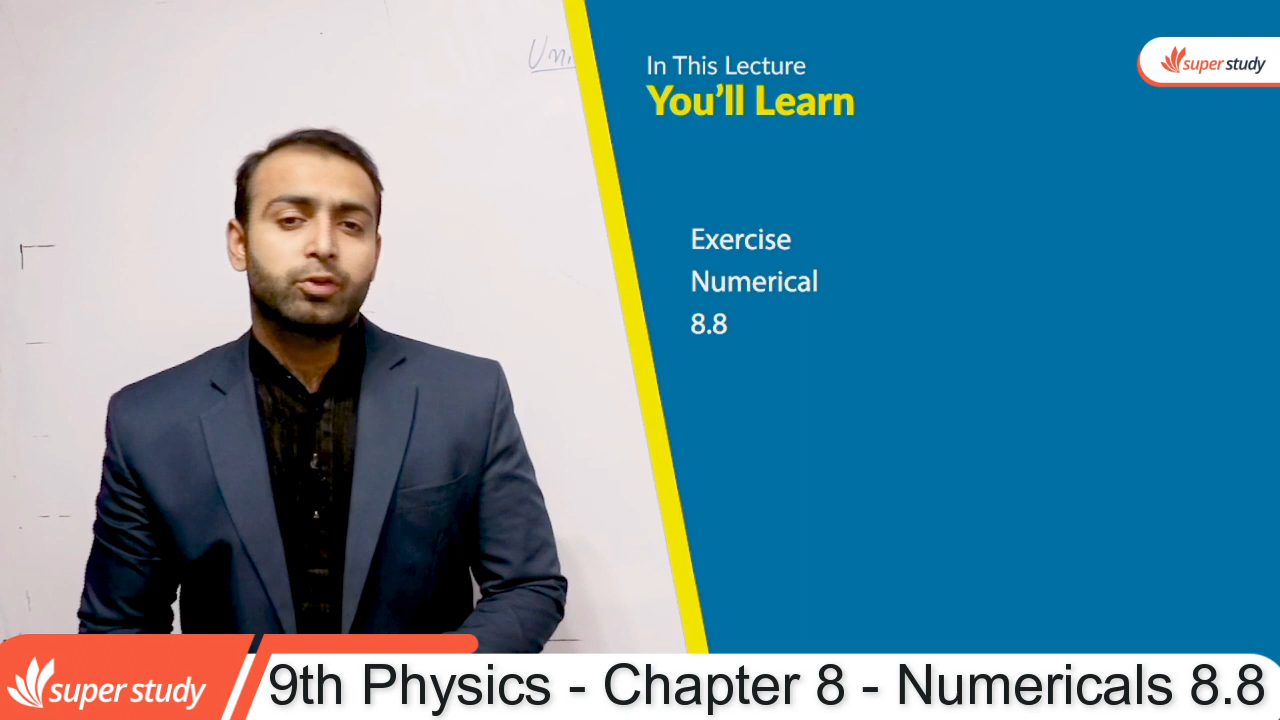 In This Lecture
You'll Learn
super study
Exercise
Numerical
8.8
super study
9th Physics - Chapter 8 - Numericals 8.8